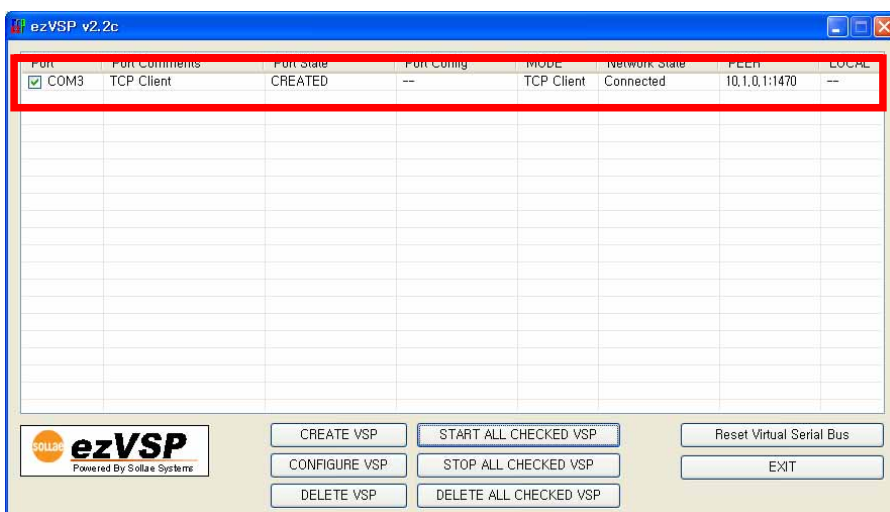 ezVSP v2.2c
Port Port Comments Port State Port Config MODE Network State PEER LOCAL
COM3 TCP Client CREATED -- TCP Client Connected 10,1,0,1:1470 --
sollae ezVSP
Powered By Sollae Systems
CREATE VSP START ALL CHECKED VSP Reset Virtual Serial Bus
CONFIGURE VSP STOP ALL CHECKED VSP EXIT
DELETE VSP DELETE ALL CHECKED VSP